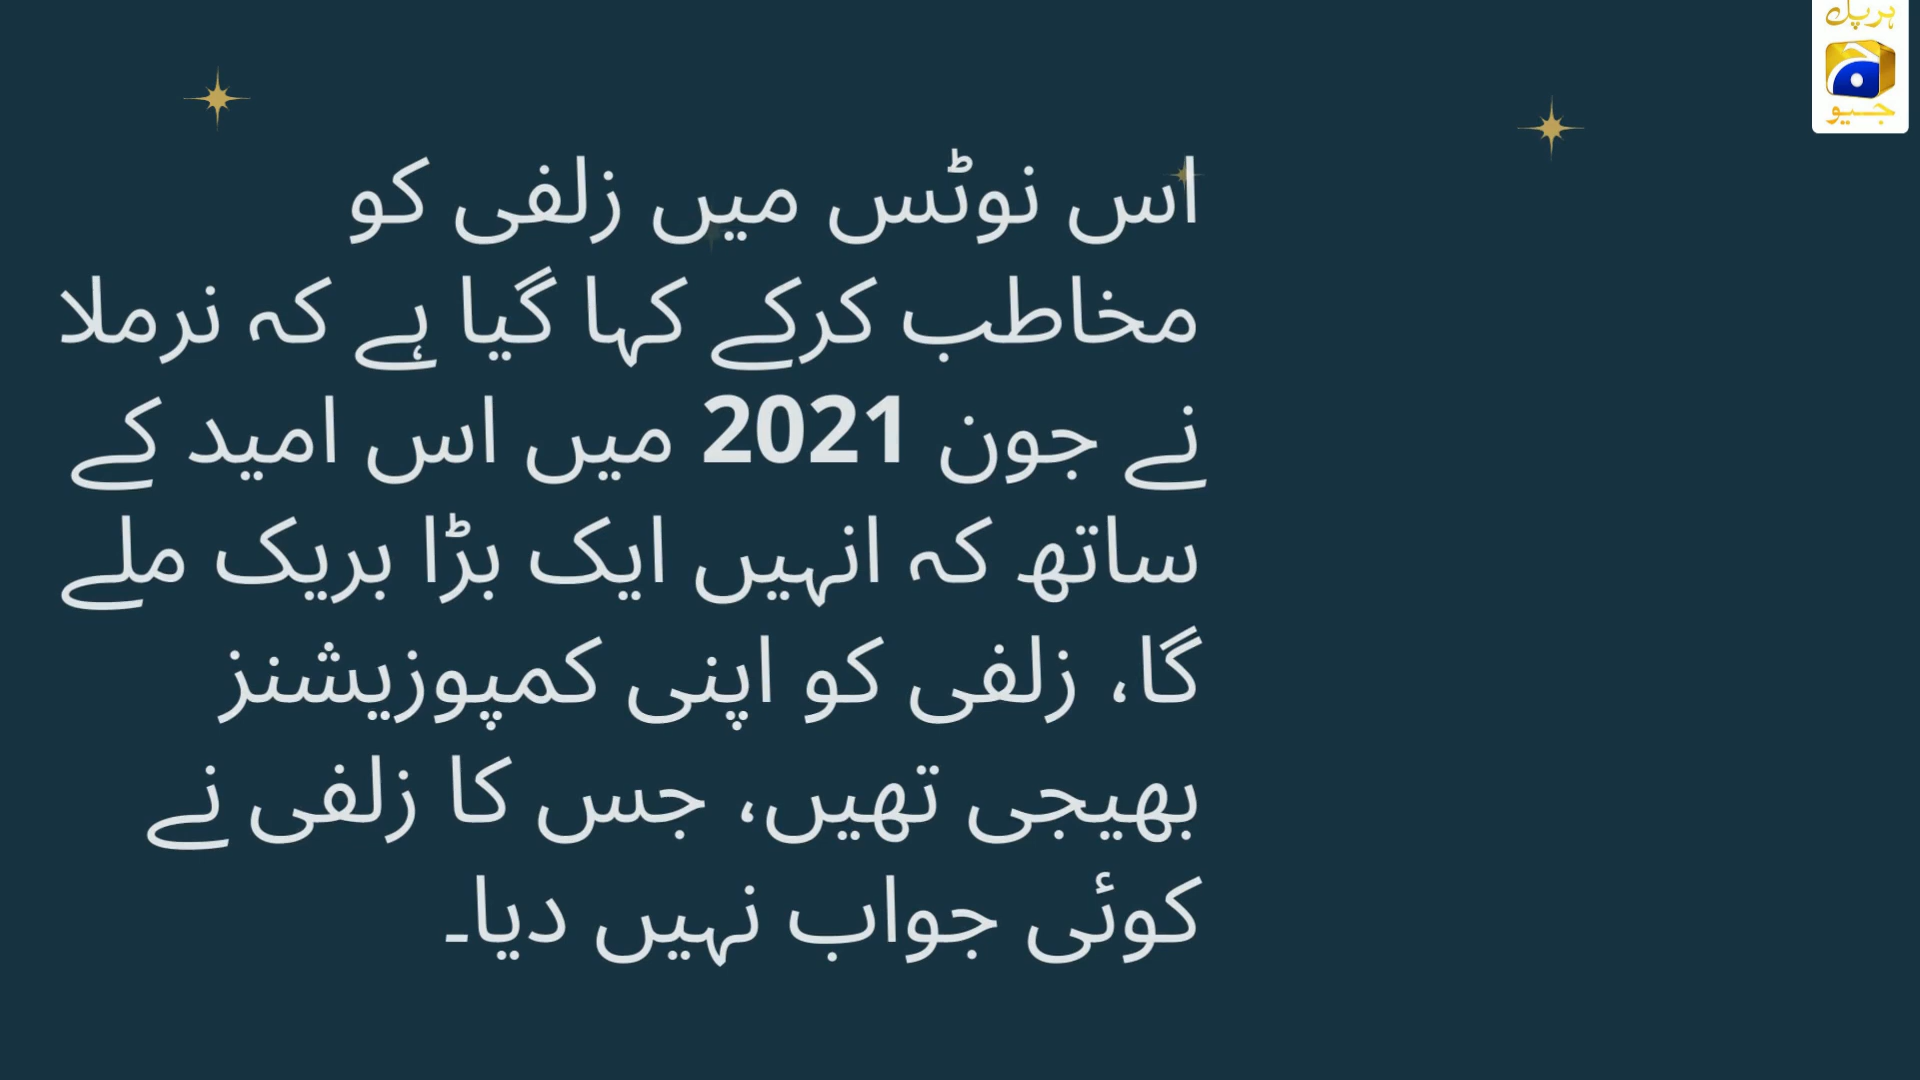 ہر پل
جیو
اس نوٹس میں زلفی کو
مخاطب کرکے کہا گیا ہے کہ نرملا
نے جون 2021 میں اس امید کے
ساتھ کہ انہیں ایک بڑا بریک ملے
گا، زلفی کو اپنی کمپوزیشنز
بھیجی تھیں، جس کا زلفی نے
کوئی جواب نہیں دیا۔